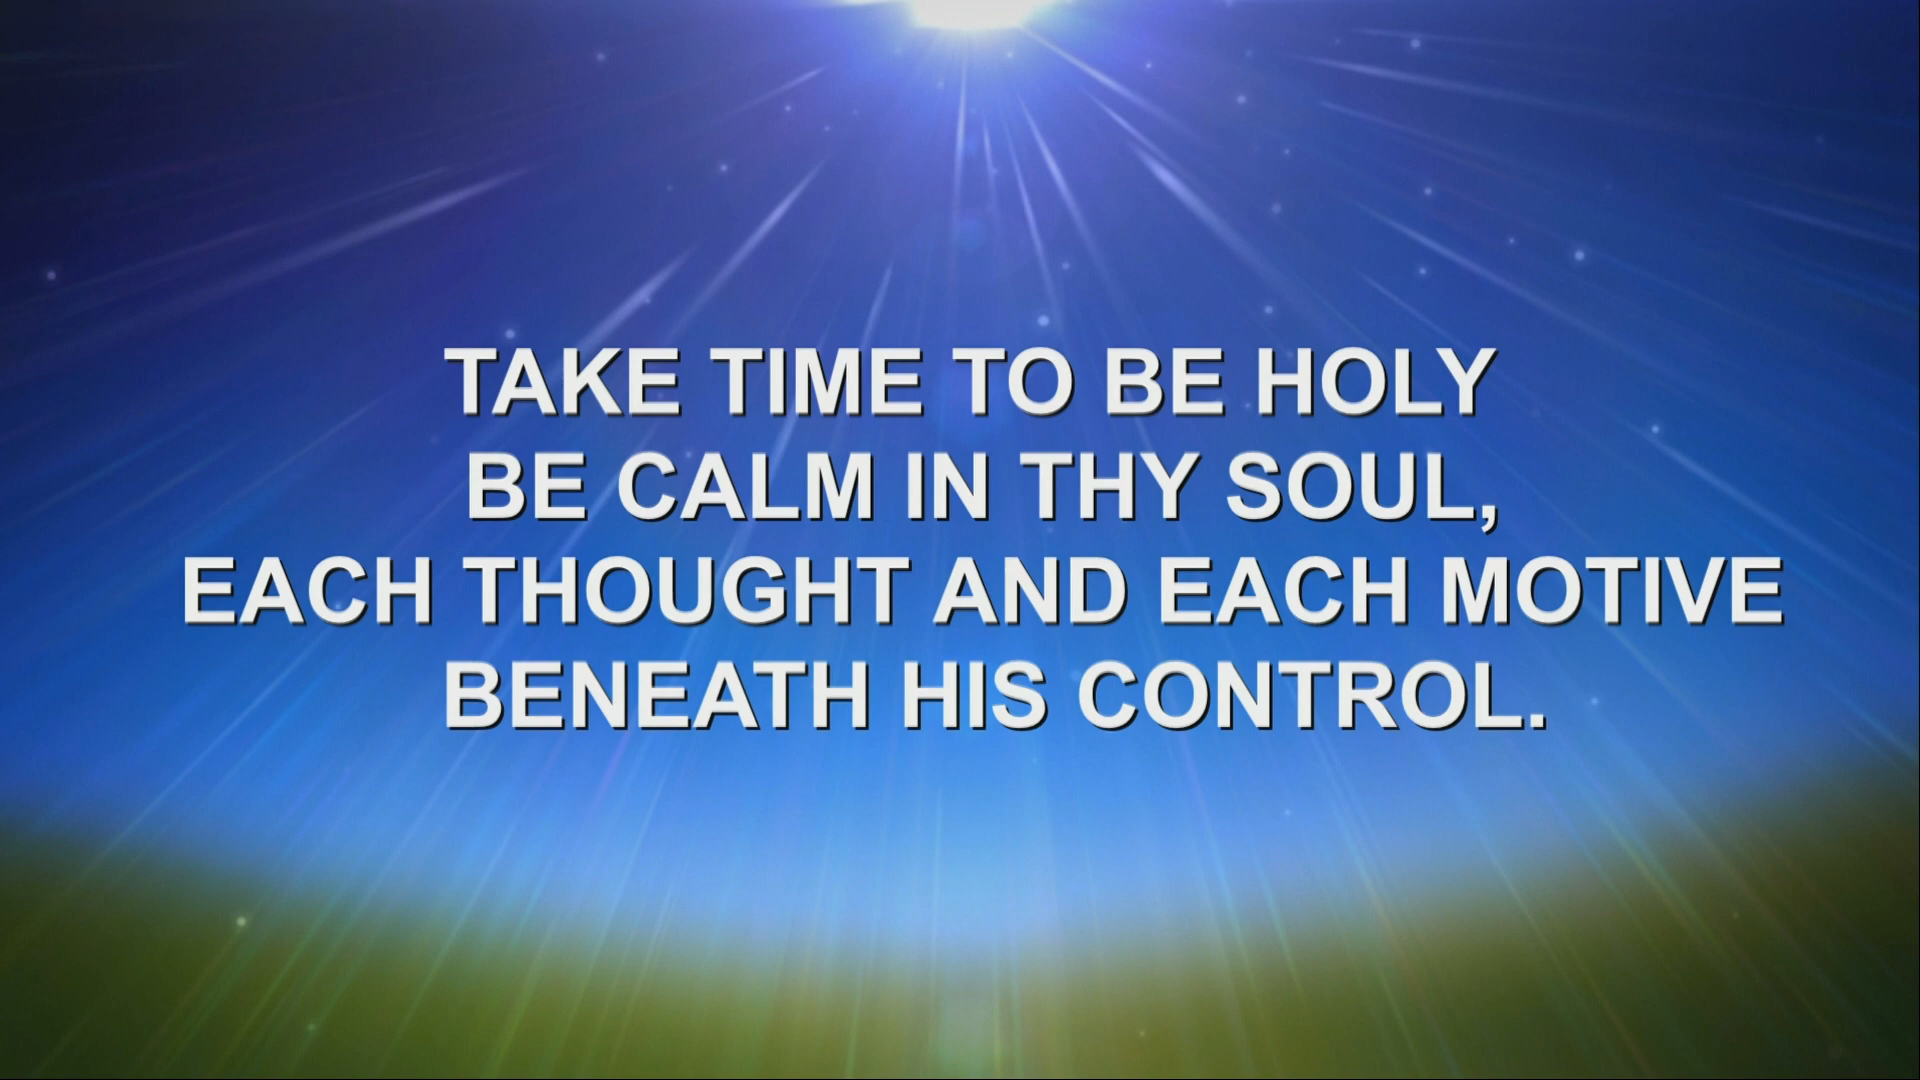 TAKE TIME TO BE HOLY
BE CALM IN THY SOUL,
EACH THOUGHT AND EACH MOTIVE
BENEATH HIS CONTROL.